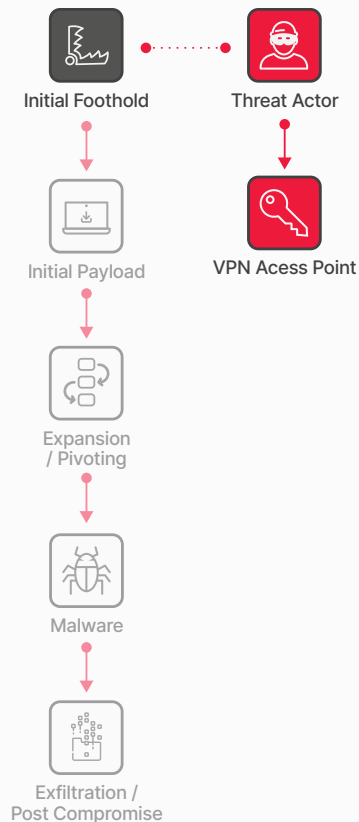 Initial Foothold
Threat Actor
Initial Payload
VPN Acess Point
Expansion
/ Pivoting
Malware
Exfiltration /
Post Compromise